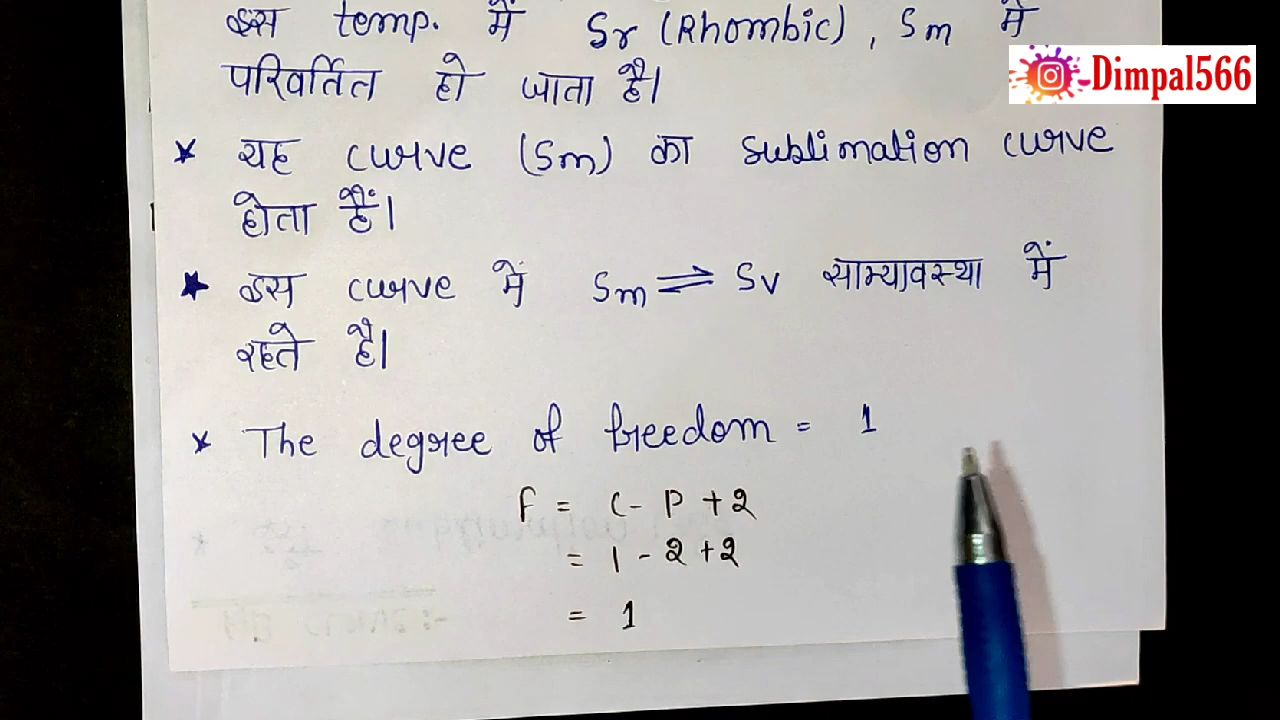 इस temp. में Sr (Rhombic), Sm में
परिवर्तित हो जाता है।
Dimpal566
* यह curve (Sm) का sublimation curve
होता हैं।
★ इस curve में Sm ⇌ Sv साम्यावस्था में
रहते है।
* The degree of freedom = 1
F = C - P + 2
= 1 - 2 + 2
= 1